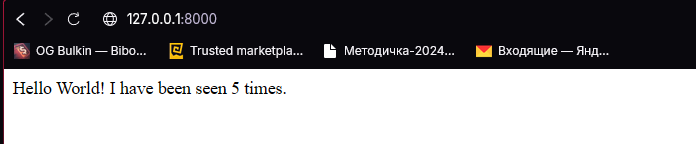 127.0.0.1:8000
OG Bulkin — Bibo... Trusted marketpla... Методичка-2024... Входящие — Янд...
Hello World! I have been seen 5 times.